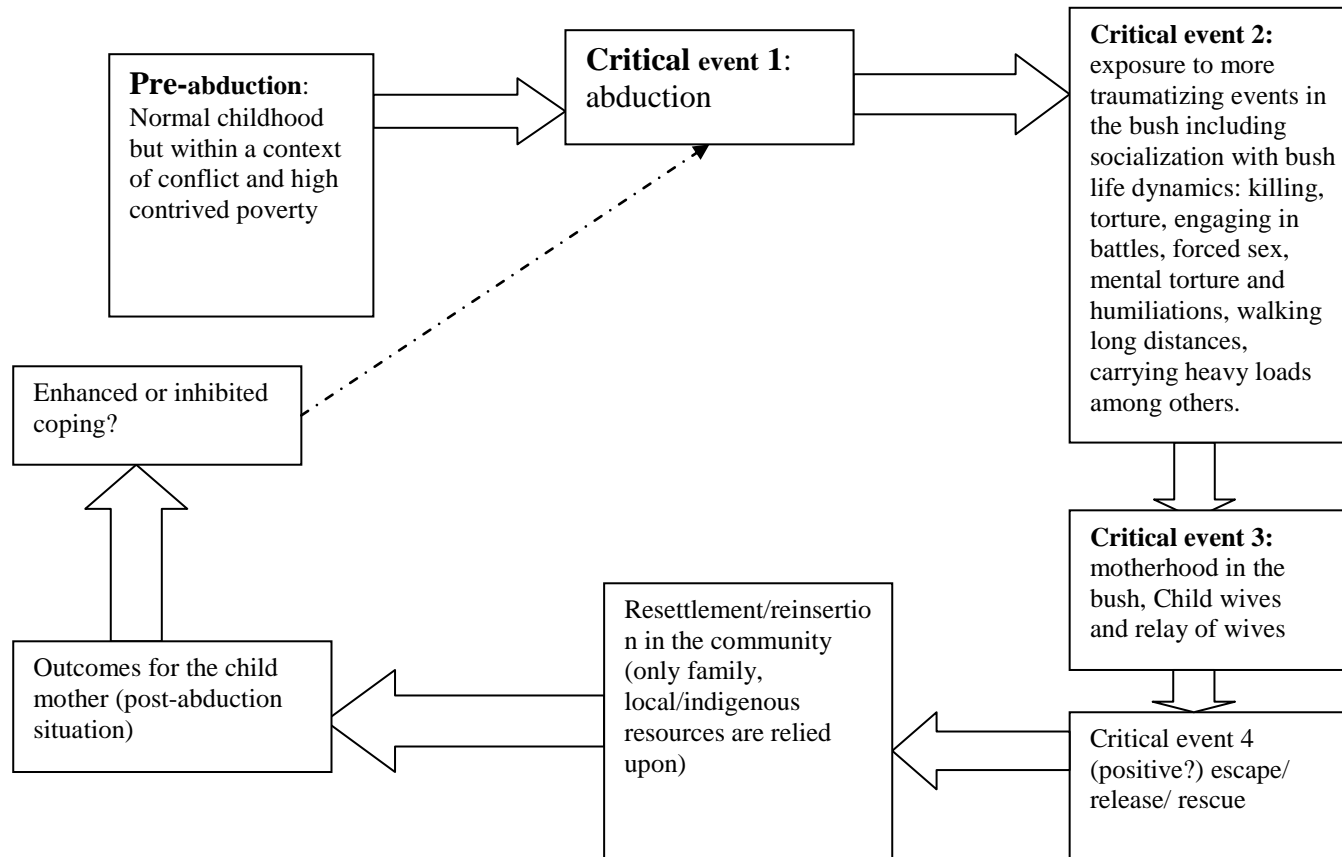 Pre-abduction:
Normal childhood
but within a context
of conflict and high
contrived poverty
Critical event 1:
abduction
Critical event 2:
exposure to more
traumatizing events in
the bush including
socialization with bush
life dynamics: killing,
torture, engaging in
battles, forced sex,
mental torture and
humiliations, walking
long distances,
carrying heavy loads
among others.
Critical event 3:
motherhood in the
bush, Child wives
and relay of wives
Critical event 4
(positive?) escape/
release/ rescue
Resettlement/reinsertio
n in the community
(only family,
local/indigenous
resources are relied
upon)
Outcomes for the child
mother (post-abduction
situation)
Enhanced or inhibited
coping?